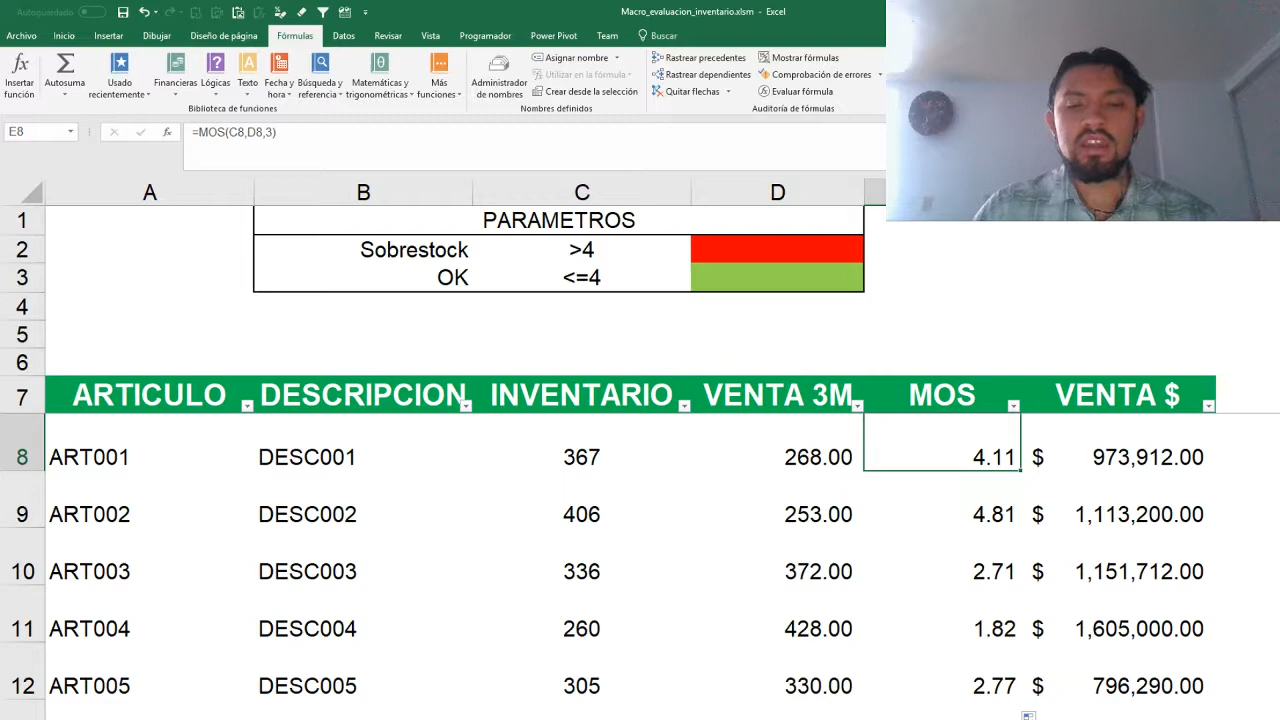 Autoguardado
Macro_evaluacion_inventario.xlsm - Excel
Archivo Inicio Insertar Dibujar Diseño de página Fórmulas Datos Revisar Vista Programador Power Pivot Team Buscar
fx Insertar función
Σ Autosuma
Usado recientemente
Financieras
Lógicas
Texto
Fecha y hora
Búsqueda y referencia
Matemáticas y trigonométricas
Más funciones
Biblioteca de funciones
Administrador de nombres
Asignar nombre
Utilizar en la fórmula
Crear desde la selección
Nombres definidos
Rastrear precedentes
Rastrear dependientes
Quitar flechas
Mostrar fórmulas
Comprobación de errores
Evaluar fórmula
Auditoría de fórmulas
E8 fx =MOS(C8,D8,3)
A B C D
1 PARAMETROS
2 Sobrestock >4
3 OK <=4
4
5
6
7 ARTICULO DESCRIPCION INVENTARIO VENTA 3M MOS VENTA $
8 ART001 DESC001 367 268.00 4.11 $ 973,912.00
9 ART002 DESC002 406 253.00 4.81 $ 1,113,200.00
10 ART003 DESC003 336 372.00 2.71 $ 1,151,712.00
11 ART004 DESC004 260 428.00 1.82 $ 1,605,000.00
12 ART005 DESC005 305 330.00 2.77 $ 796,290.00